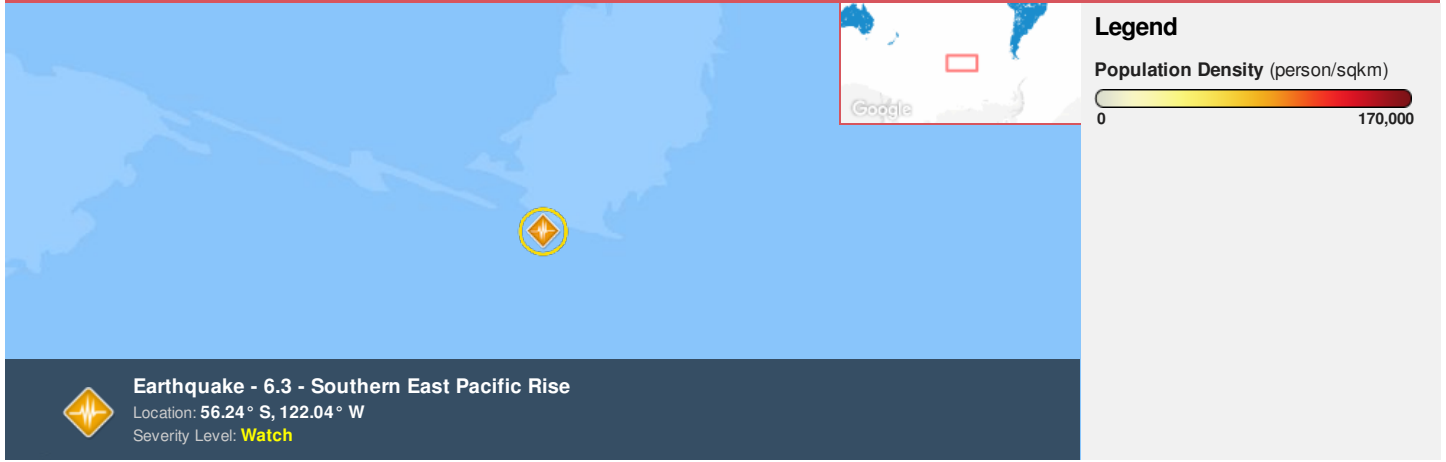 Google
Legend
Population Density (person/sqkm)
0 170,000
Earthquake - 6.3 - Southern East Pacific Rise
Location: 56.24° S, 122.04° W
Severity Level: Watch